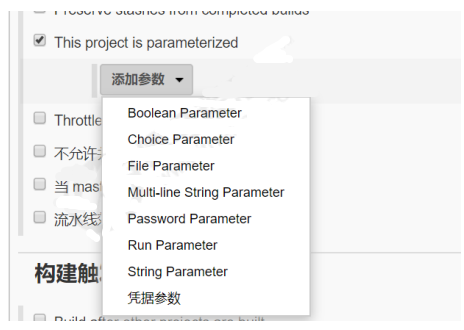 Preserve stashes from completed builds
This project is parameterized
添加参数
Boolean Parameter
Throttle
Choice Parameter
不允许
File Parameter
当 mas
Multi-line String Parameter
流水线
Password Parameter
Run Parameter
String Parameter
构建触
凭据参数
Build after other projects are built